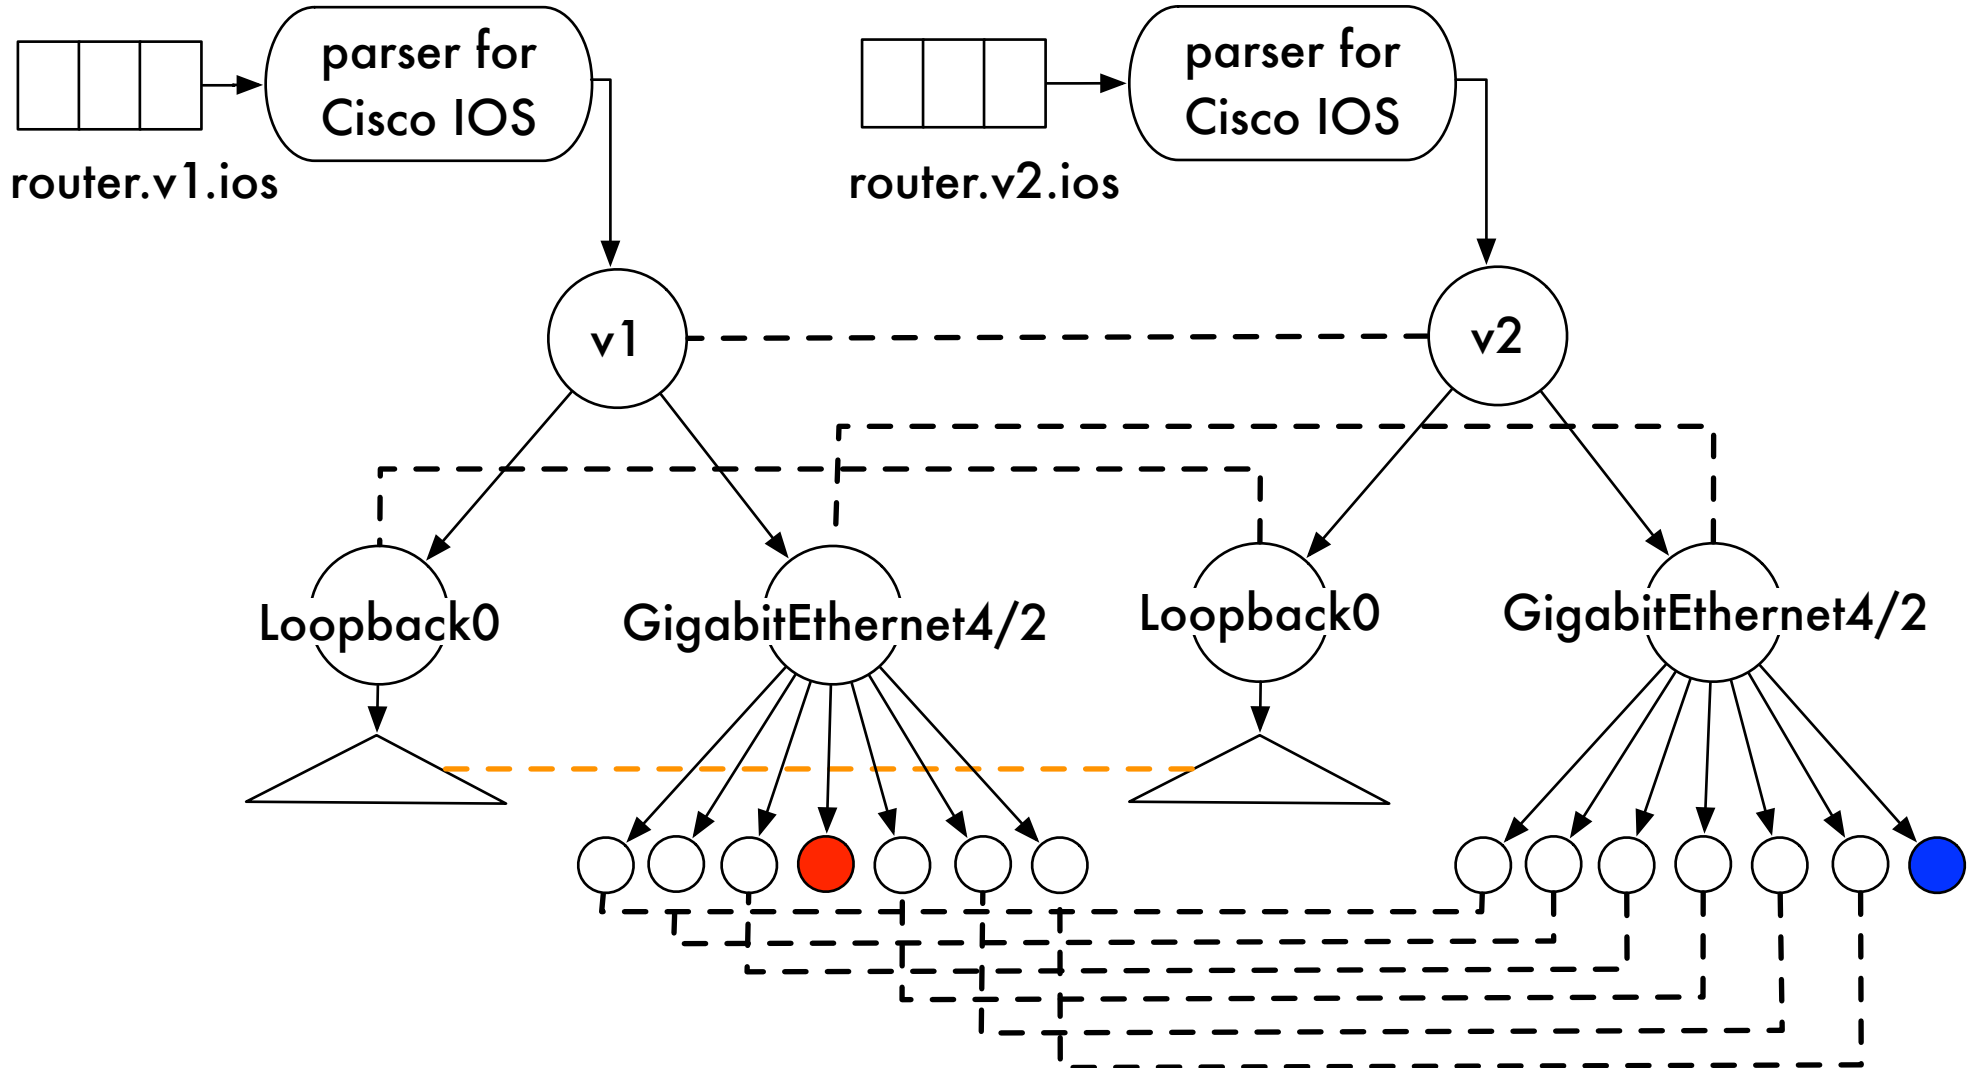 parser for
Cisco IOS
router.v1.ios
parser for
Cisco IOS
router.v2.ios
v1
v2
Loopback0
GigabitEthernet4/2
Loopback0
GigabitEthernet4/2